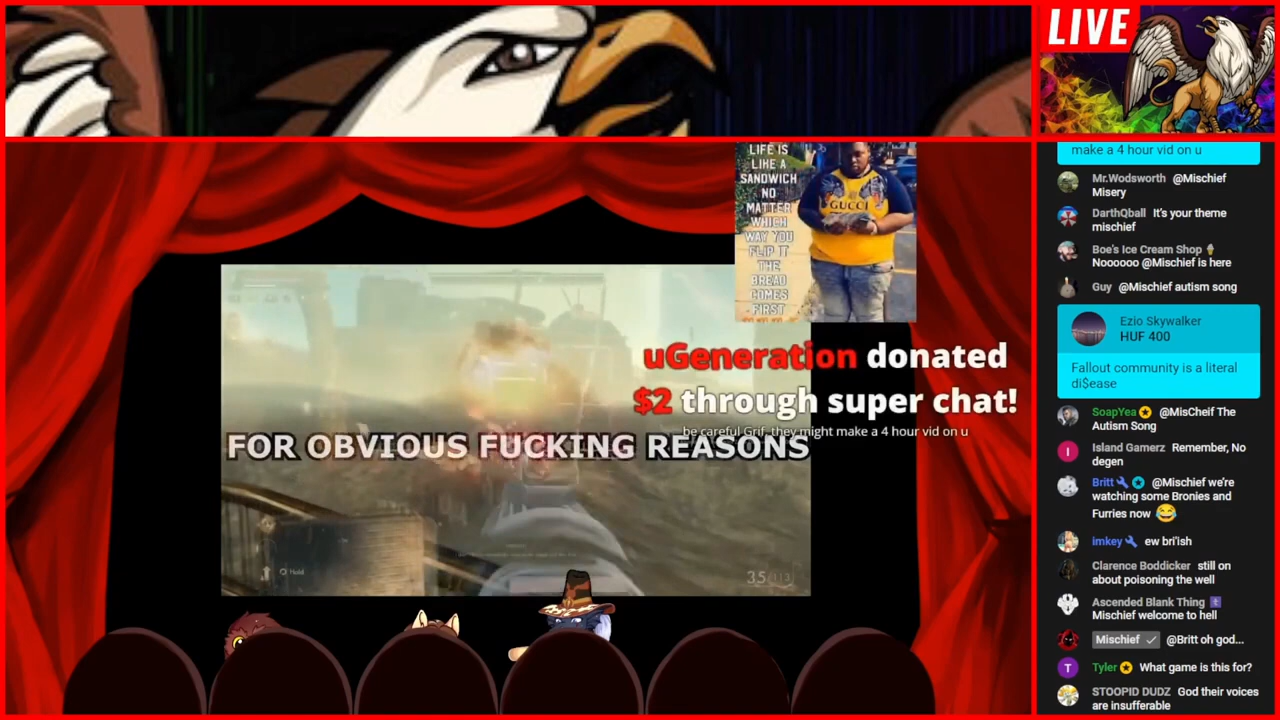 LIVE
LIFE IS
LIKE A
SANDWICH
NO
MATTER
WHICH
WAY YOU
FLIP IT
THE
BREAD
COMES
FIRST
GUCCI
uGeneration donated
$2 through super chat!
be careful Grif, they might make a 4 hour vid on u
FOR OBVIOUS FUCKING REASONS
Hold
35
make a 4 hour vid on u
Mr.Wodsworth @Mischief
Misery
DarthQball It's your theme
mischief
Boe's Ice Cream Shop
Noooooo @Mischief is here
Guy @Mischief autism song
Ezio Skywalker
HUF 400
Fallout community is a literal
di$ease
SoapYea @MisCheif The
Autism Song
Island Gamerz Remember, No
degen
Britt @Mischief we're
watching some Bronies and
Furries now
imkey ew bri'ish
Clarence Boddicker still on
about poisoning the well
Ascended Blank Thing
Mischief welcome to hell
Mischief @Britt oh god...
Tyler What game is this for?
STOOPID DUDZ God their voices
are insufferable